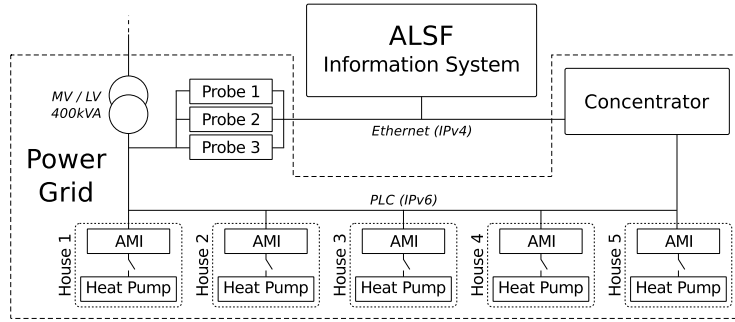 ALSF
Information System
MV / LV
400kVA
Probe 1
Probe 2
Probe 3
Ethernet (IPv4)
Concentrator
Power
Grid
PLC (IPv6)
House 1
AMI
Heat Pump
House 2
AMI
Heat Pump
House 3
AMI
Heat Pump
House 4
AMI
Heat Pump
House 5
AMI
Heat Pump